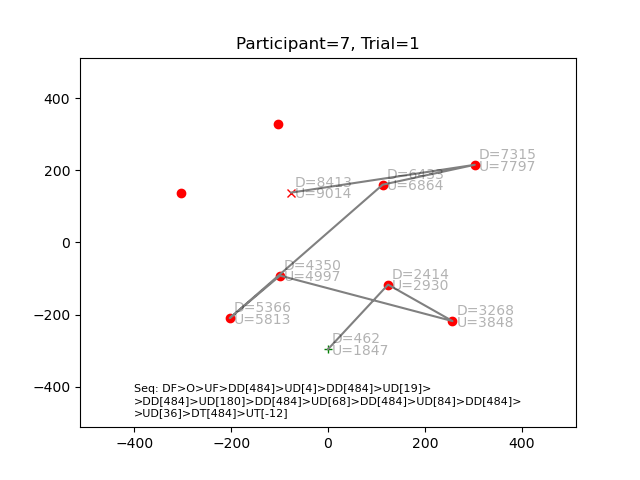 Participant=7, Trial=1
400
200
0
−200
−400
−400
−200
0
200
400
D=7315
U=7797
U=6864
D=8413
U=9014
D=4350
U=4997
D=2414
U=2930
D=5366
U=5813
D=3268
U=3848
D=462
U=1847
Seq: DF>O>UF>DD[484]>UD[4]>DD[484]>UD[19]>
>DD[484]>UD[180]>DD[484]>UD[68]>DD[484]>UD[84]>DD[484]>
>UD[36]>DT[484]>UT[-12]